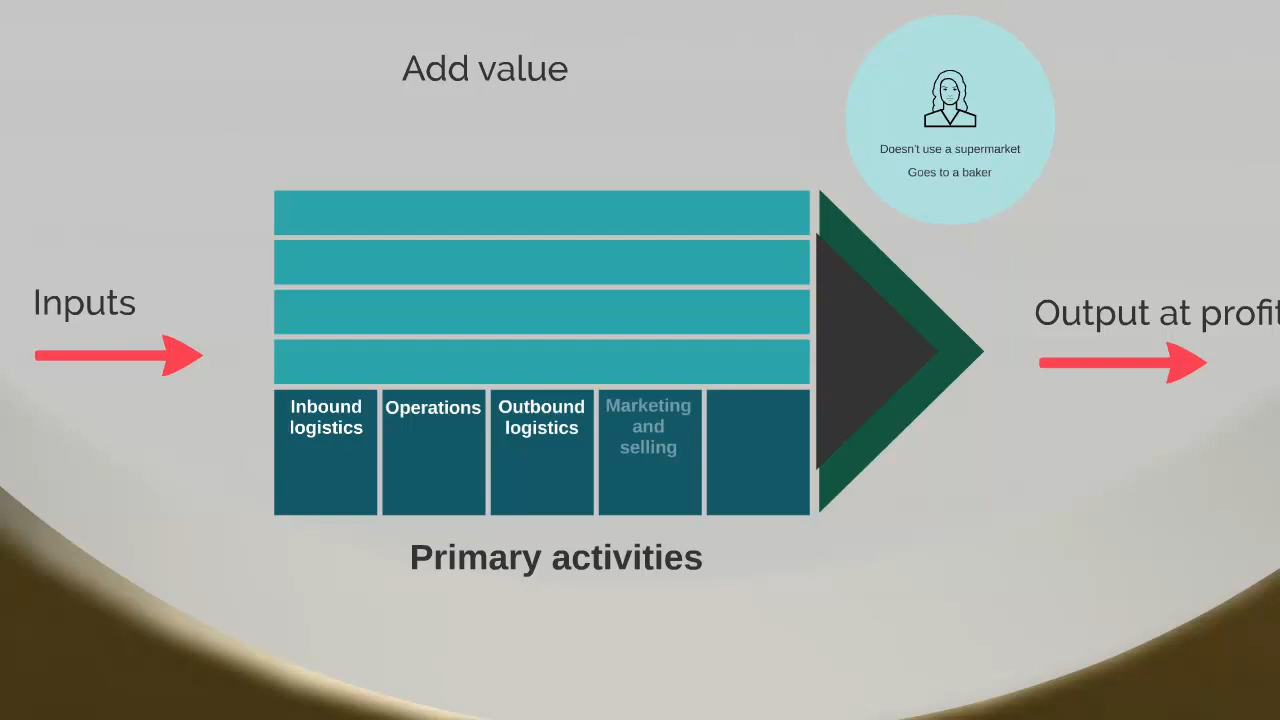 Add value
Doesn't use a supermarket
Goes to a baker
Inputs
Output at profit
Inbound
logistics
Operations
Outbound
logistics
Marketing
and
selling
Primary activities